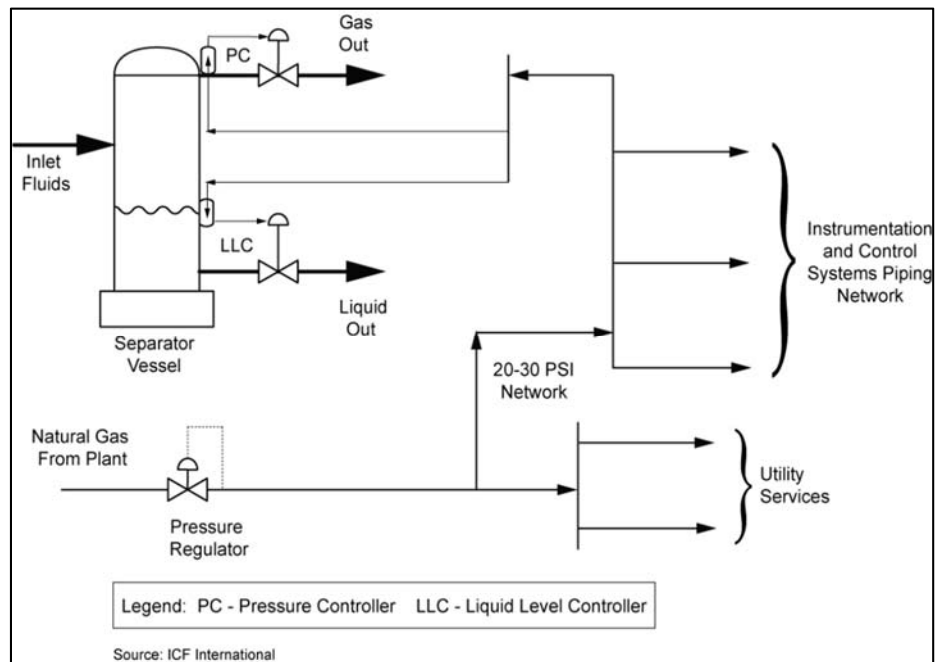 PC
Gas
Out
Inlet
Fluids
LLC
Liquid
Out
Separator
Vessel
Instrumentation
and Control
Systems Piping
Network
20-30 PSI
Network
Natural Gas
From Plant
Pressure
Regulator
Utility
Services
Legend: PC - Pressure Controller LLC - Liquid Level Controller
Source: ICF International